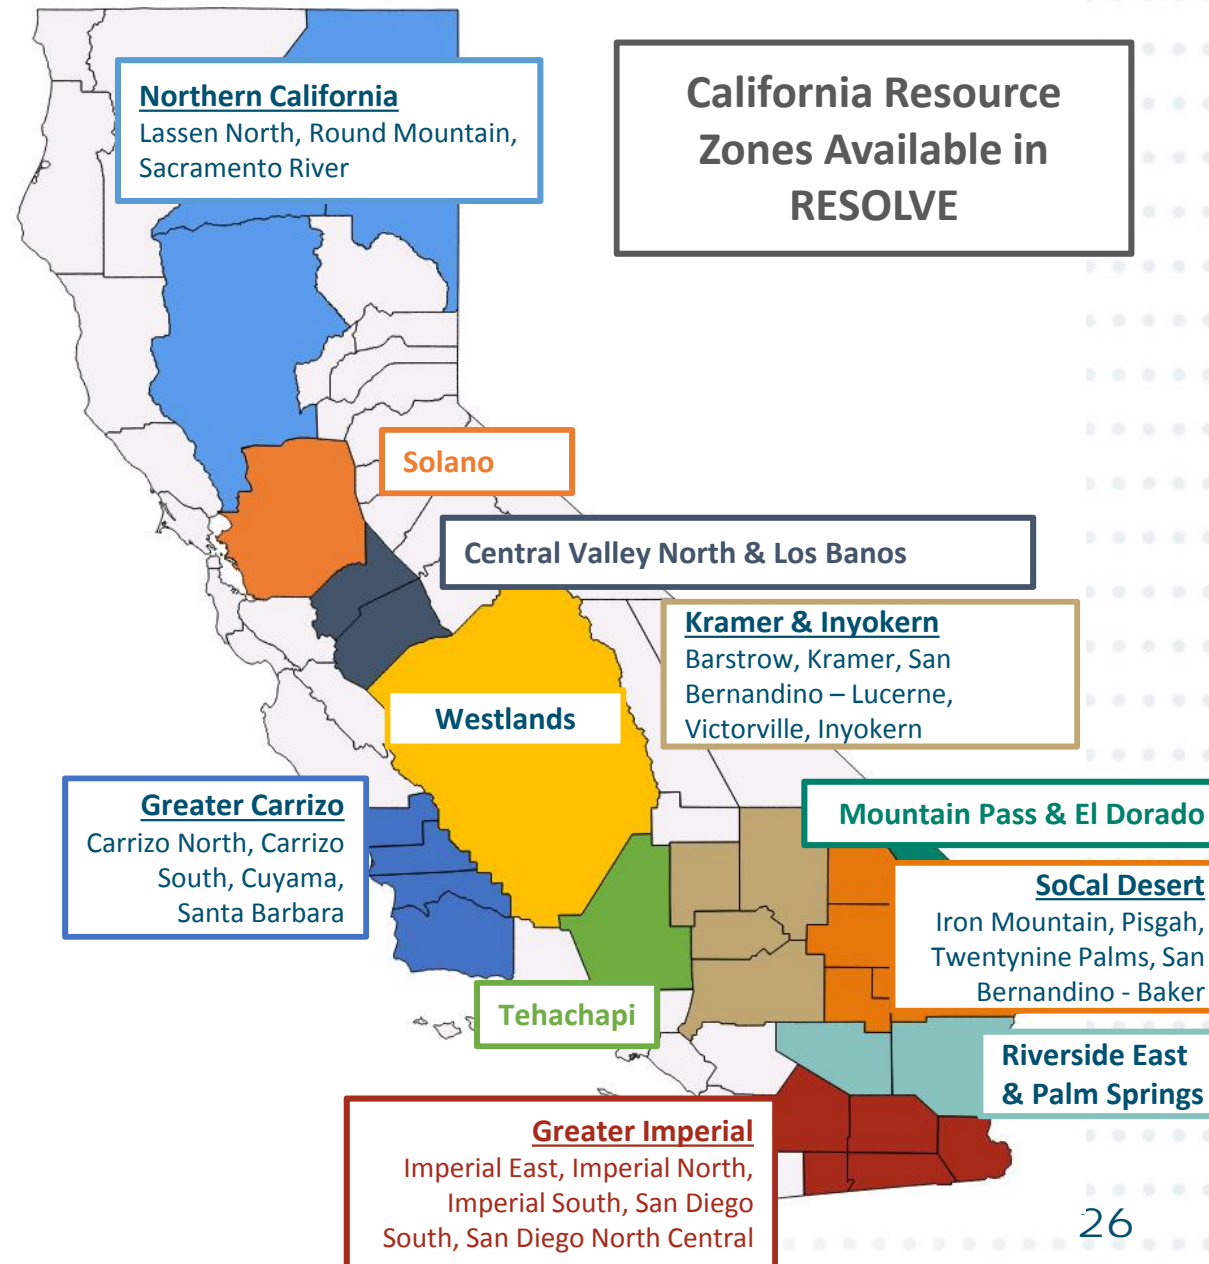 California Resource
Zones Available in
RESOLVE
Northern California
Lassen North, Round Mountain,
Sacramento River
Solano
Central Valley North & Los Banos
Kramer & Inyokern
Barstrow, Kramer, San
Bernandino – Lucerne,
Victorville, Inyokern
Westlands
Greater Carrizo
Carrizo North, Carrizo
South, Cuyama,
Santa Barbara
Mountain Pass & El Dorado
SoCal Desert
Iron Mountain, Pisgah,
Twentynine Palms, San
Bernandino - Baker
Tehachapi
Riverside East
& Palm Springs
Greater Imperial
Imperial East, Imperial North,
Imperial South, San Diego
South, San Diego North Central
26